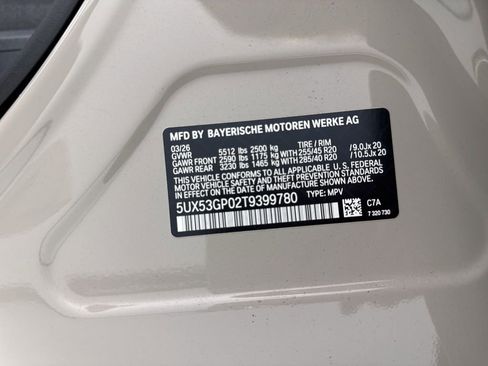 MFD BY BAYERISCHE MOTOREN WERKE AG
03/26 TIRE / RIM
GVWR 5512 lbs 2500 kg
GAWR FRONT 2590 lbs 1175 kg WITH 255/45 R20 /9.0Jx 20
GAWR REAR 3230 lbs 1465 kg WITH 285/40 R20 /10.5Jx 20
THIS VEHICLE CONFORMS TO ALL APPLICABLE U.S. FEDERAL
MOTOR VEHICLE SAFETY AND THEFT PREVENTION STANDARDS
IN EFFECT ON THE DATE OF MANUFACTURE SHOWN ABOVE.
5UX53GP02T9399780 TYPE: MPV
C7A
7 320 730